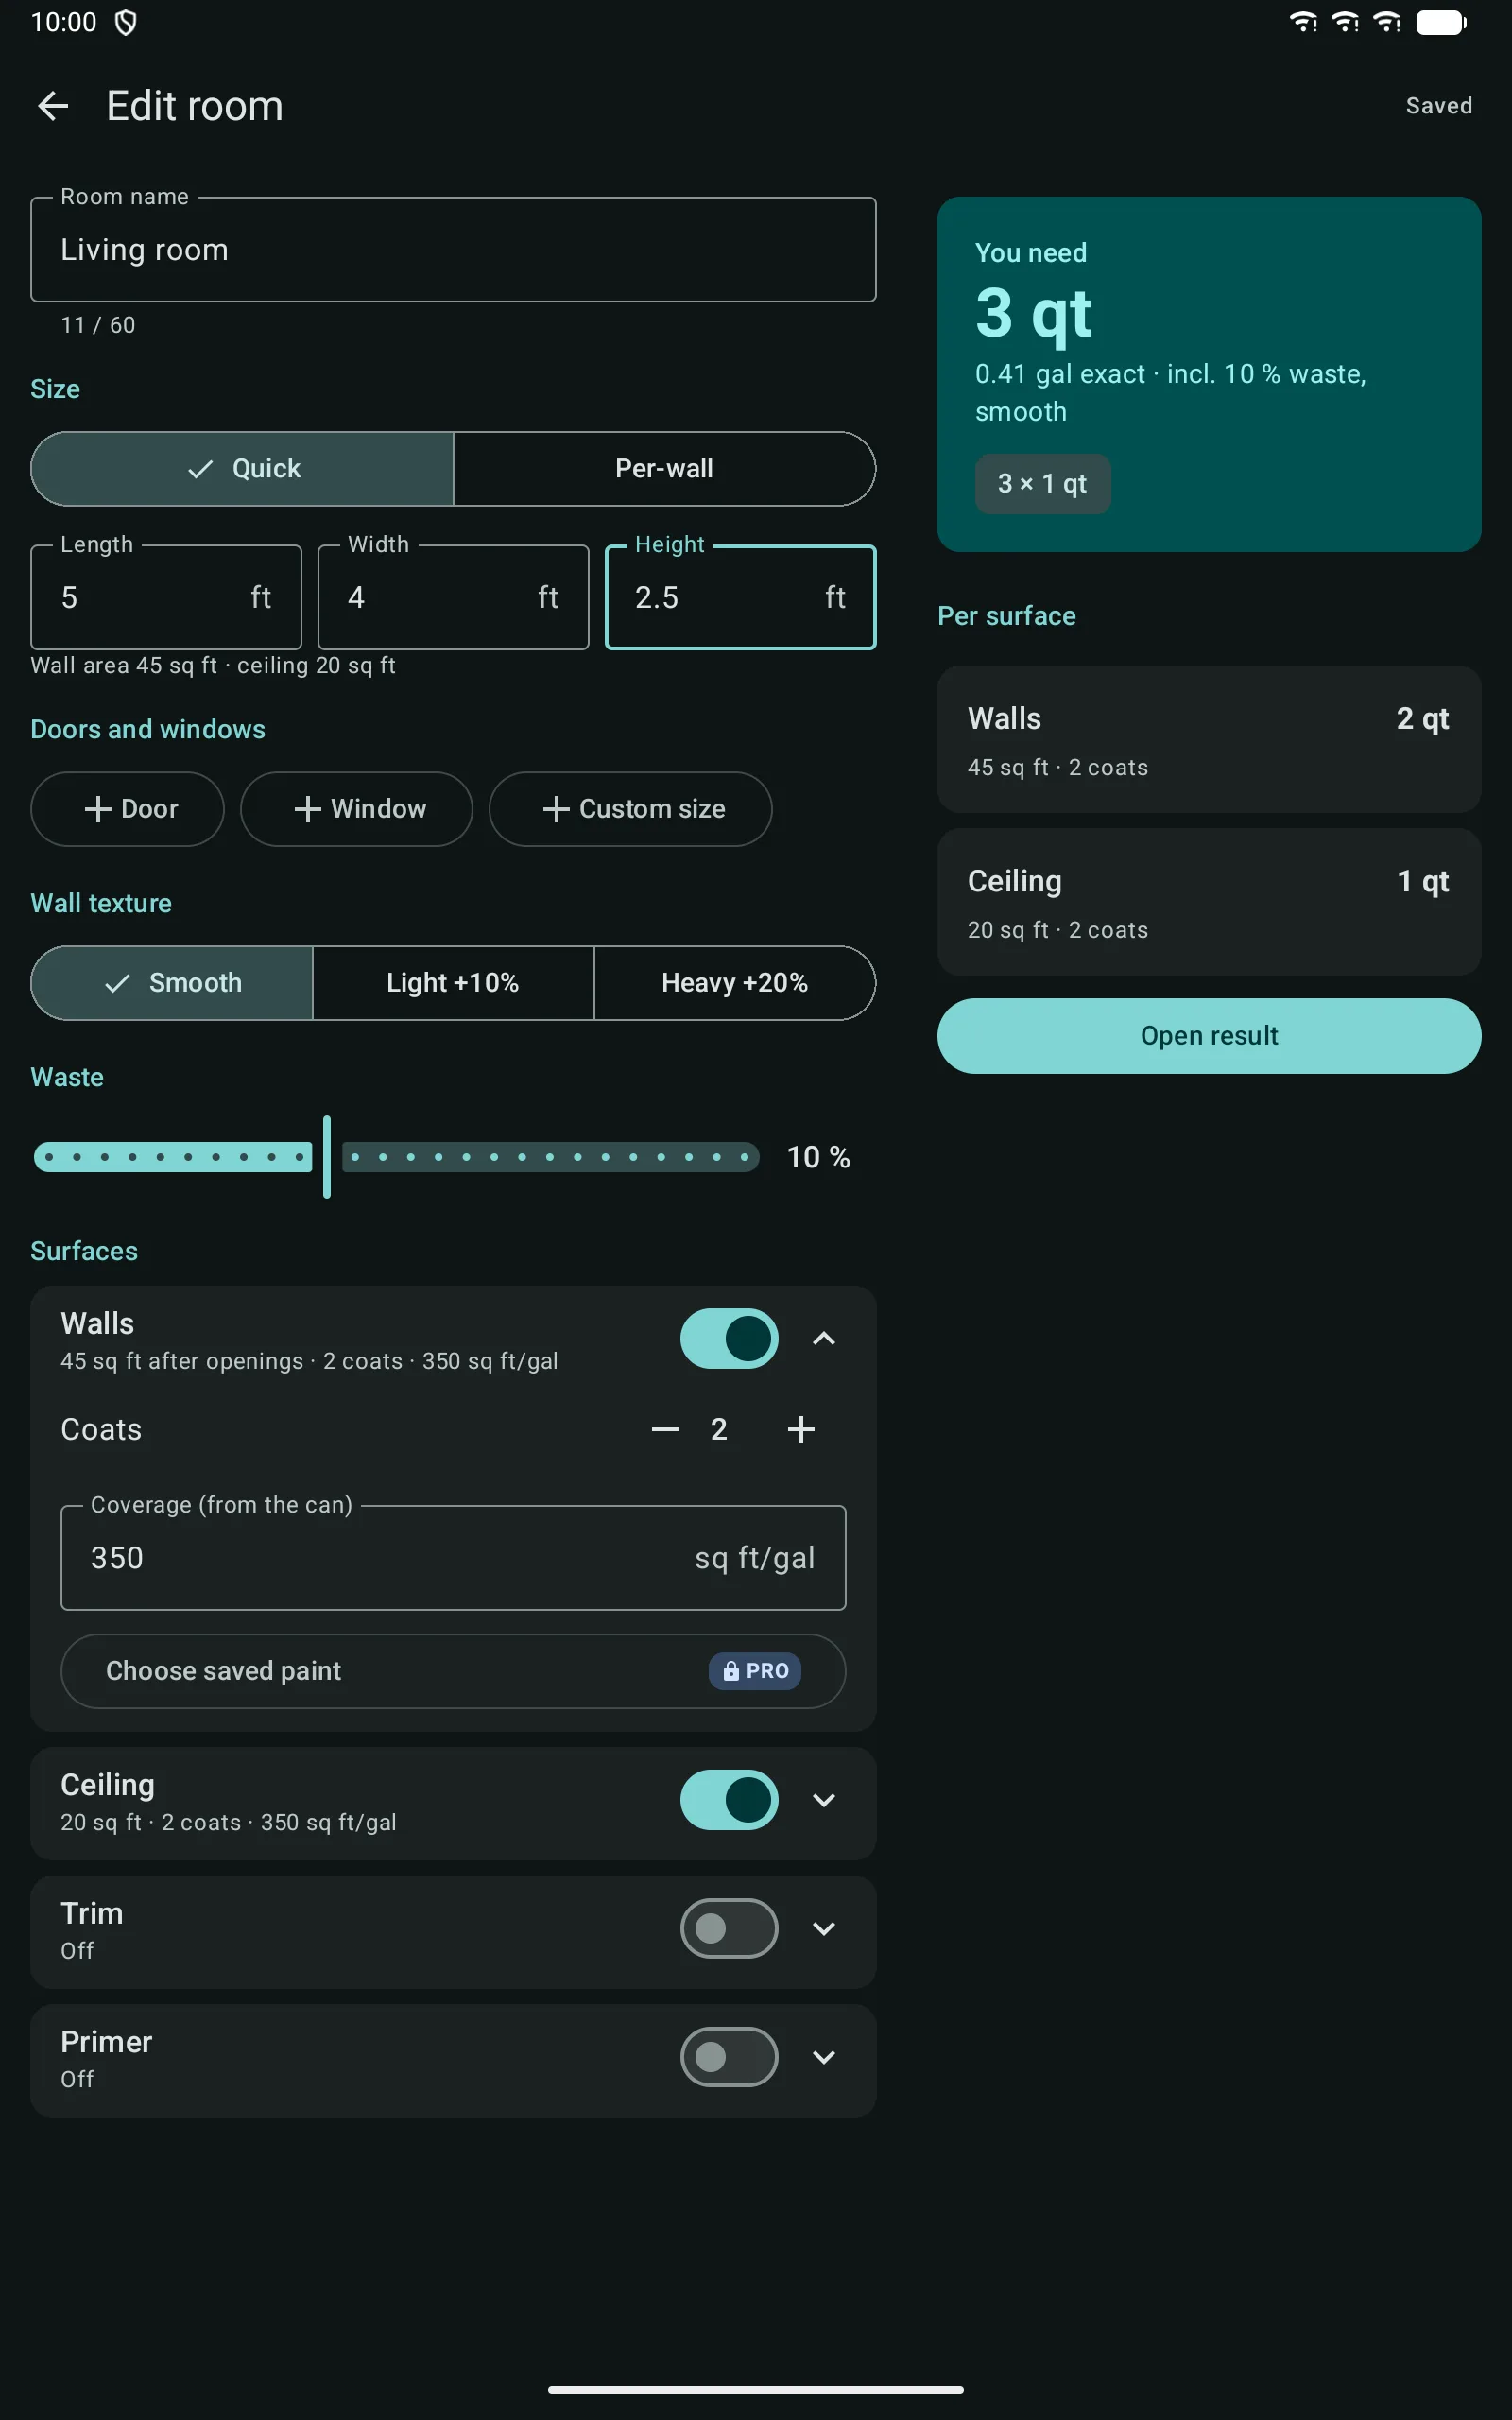 10:00
Edit room
Saved
Room name
Living room
11 / 60
Size
Quick
Per-wall
Length
5 ft
Width
4 ft
Height
2.5 ft
Wall area 45 sq ft · ceiling 20 sq ft
Doors and windows
Door
Window
Custom size
Wall texture
Smooth
Light +10%
Heavy +20%
Waste
10 %
Surfaces
Walls
45 sq ft after openings · 2 coats · 350 sq ft/gal
Coats
2
Coverage (from the can)
350 sq ft/gal
Choose saved paint
PRO
Ceiling
20 sq ft · 2 coats · 350 sq ft/gal
Trim
Off
Primer
Off
You need
3 qt
0.41 gal exact · incl. 10 % waste,
smooth
3 × 1 qt
Per surface
Walls
2 qt
45 sq ft · 2 coats
Ceiling
1 qt
20 sq ft · 2 coats
Open result